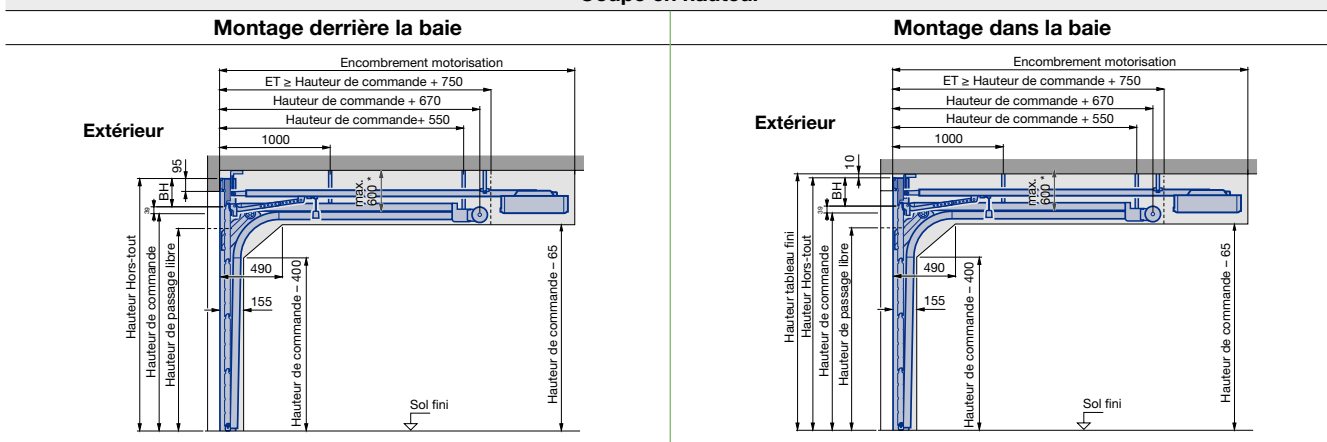 Montage derrière la baie
Montage dans la baie
Encombrement motorisation
ET ≥ Hauteur de commande + 750
Hauteur de commande + 670
Hauteur de commande+ 550
Extérieur
1000
95
BH
39
max.
600 *
490
155
Hauteur Hors-tout
Hauteur de commande
Hauteur de passage libre
Hauteur de commande – 400
Hauteur de commande – 65
Sol fini
Encombrement motorisation
ET ≥ Hauteur de commande + 750
Hauteur de commande + 670
Hauteur de commande + 550
Extérieur
1000
10
BH
39
max.
600 *
490
155
Hauteur tableau fini
Hauteur Hors-tout
Hauteur de commande
Hauteur de passage libre
Hauteur de commande – 400
Hauteur de commande – 65
Sol fini